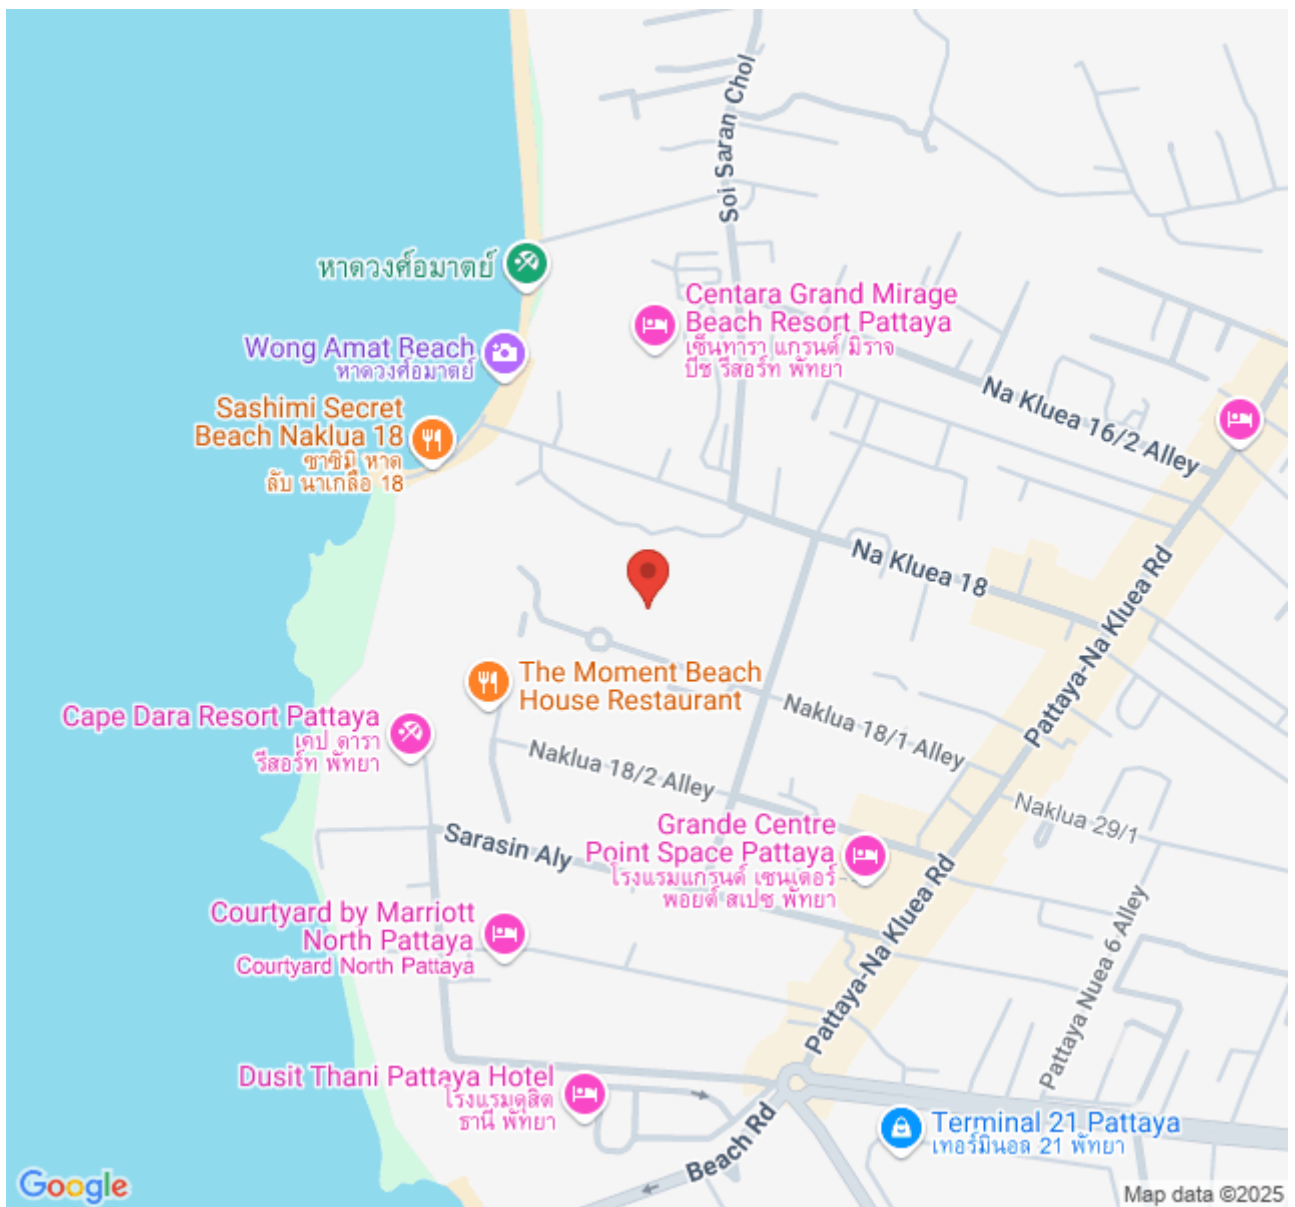 Soi Saran Chol
หาดวงศ์อมาตย์
Centara Grand Mirage
Beach Resort Pattaya
เซ็นทารา แกรนด์ มิราจ
บีช รีสอร์ท พัทยา
Wong Amat Beach
หาดวงศ์อมาตย์
Sashimi Secret
Beach Naklua 18
ซาชิมิ หาด
ลับ นาเกลือ 18
Na Kluea 16/2 Alley
Na Kluea 18
Pattaya-Na Kluea Rd
The Moment Beach
House Restaurant
Cape Dara Resort Pattaya
เคป ดารา
รีสอร์ท พัทยา
Naklua 18/1 Alley
Naklua 18/2 Alley
Naklua 29/1
Sarasin Aly
Grande Centre
Point Space Pattaya
โรงแรมแกรนด์ เซนเตอร์
พอยต์ สเปซ พัทยา
Courtyard by Marriott
North Pattaya
Courtyard North Pattaya
Pattaya-Na Kluea Rd
Pattaya Nuea 6 Alley
Dusit Thani Pattaya Hotel
โรงแรมดุสิต
ธานี พัทยา
Beach Rd
Terminal 21 Pattaya
เทอร์มินอล 21 พัทยา
Google
Map data ©2025